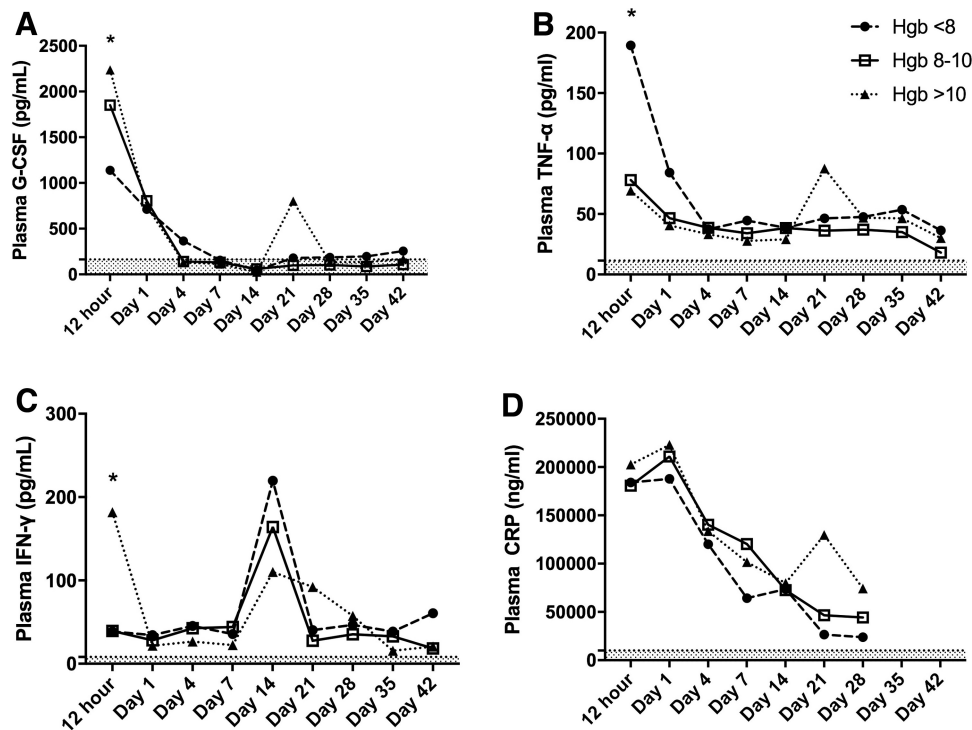 A
*
Plasma G-CSF (pg/mL)
2500
2000
1500
1000
500
0
12 hour
Day 1
Day 4
Day 7
Day 14
Day 21
Day 28
Day 35
Day 42
B
*
Plasma TNF-α (pg/ml)
200
150
100
50
0
12 hour
Day 1
Day 4
Day 7
Day 14
Day 21
Day 28
Day 35
Day 42
Hgb <8
Hgb 8-10
Hgb >10
C
*
Plasma IFN-γ (pg/mL)
300
200
100
0
12 hour
Day 1
Day 4
Day 7
Day 14
Day 21
Day 28
Day 35
Day 42
D
Plasma CRP (ng/ml)
250000
200000
150000
100000
50000
0
12 hour
Day 1
Day 4
Day 7
Day 14
Day 21
Day 28
Day 35
Day 42